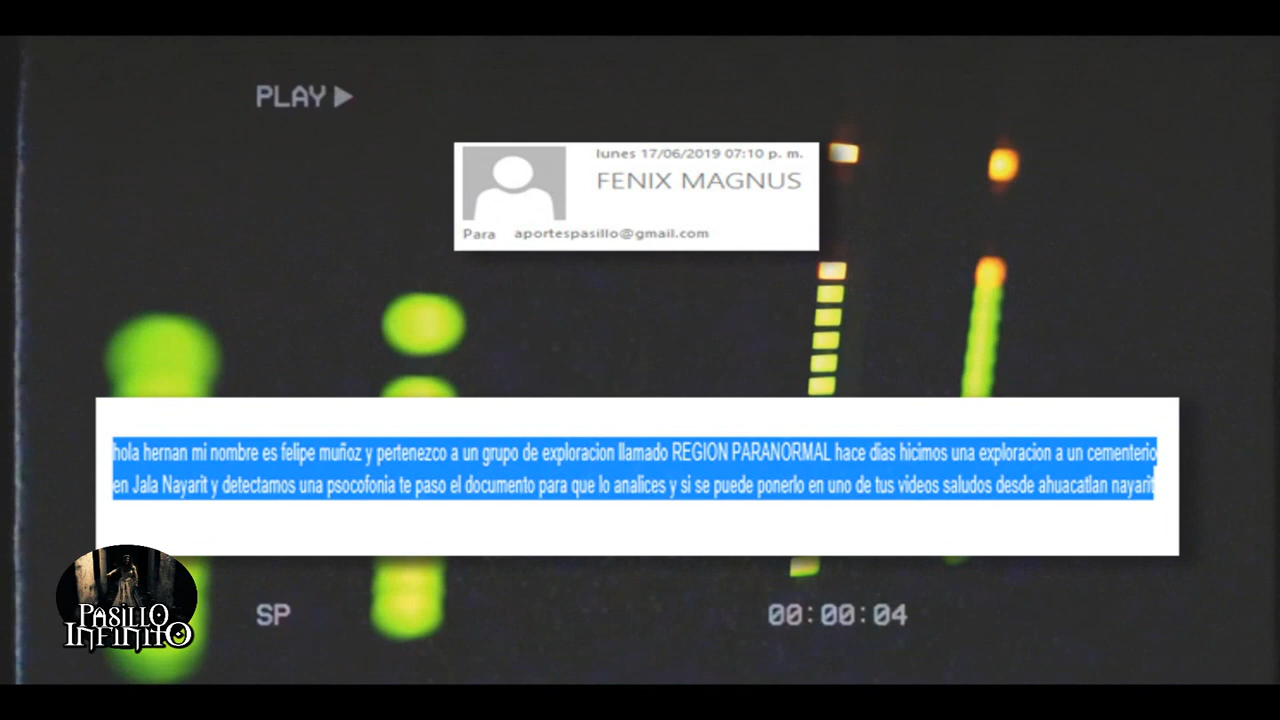 PLAY
lunes 17/06/2019 07:10 p. m.
FENIX MAGNUS
Para aportespasillo@gmail.com
hola hernan mi nombre es felipe muñoz y pertenezco a un grupo de exploracion llamado REGION PARANORMAL hace dias hicimos una exploracion a un cementerio
en Jala Nayarit y detectamos una psocofonia te paso el documento para que lo analices y si se puede ponerlo en uno de tus videos saludos desde ahuacatlan nayarit
PASILLO
INFINITO
SP
00:00:04